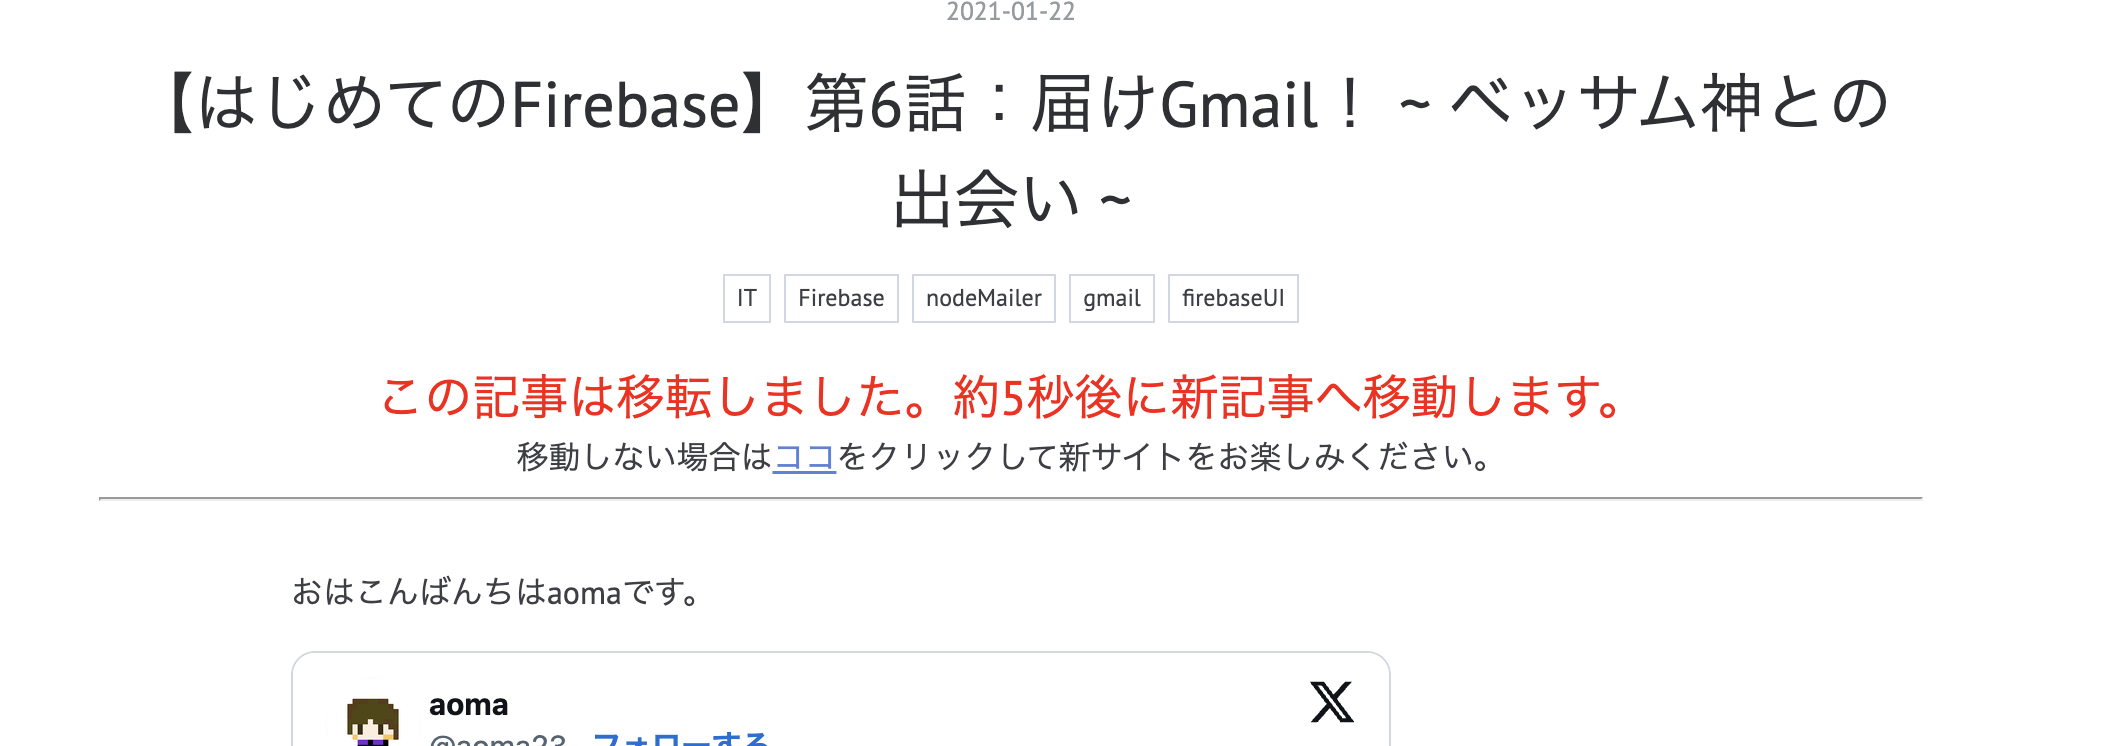 2021-01-22
【はじめてのFirebase】第6話：届けGmail！ ~ ベッサム神との
出会い ~
IT Firebase nodeMailer gmail firebaseUI
この記事は移転しました。約5秒後に新記事へ移動します。
移動しない場合はココをクリックして新サイトをお楽しみください。
おはこんばんちはaomaです。
aoma
@aoma23 フォローする